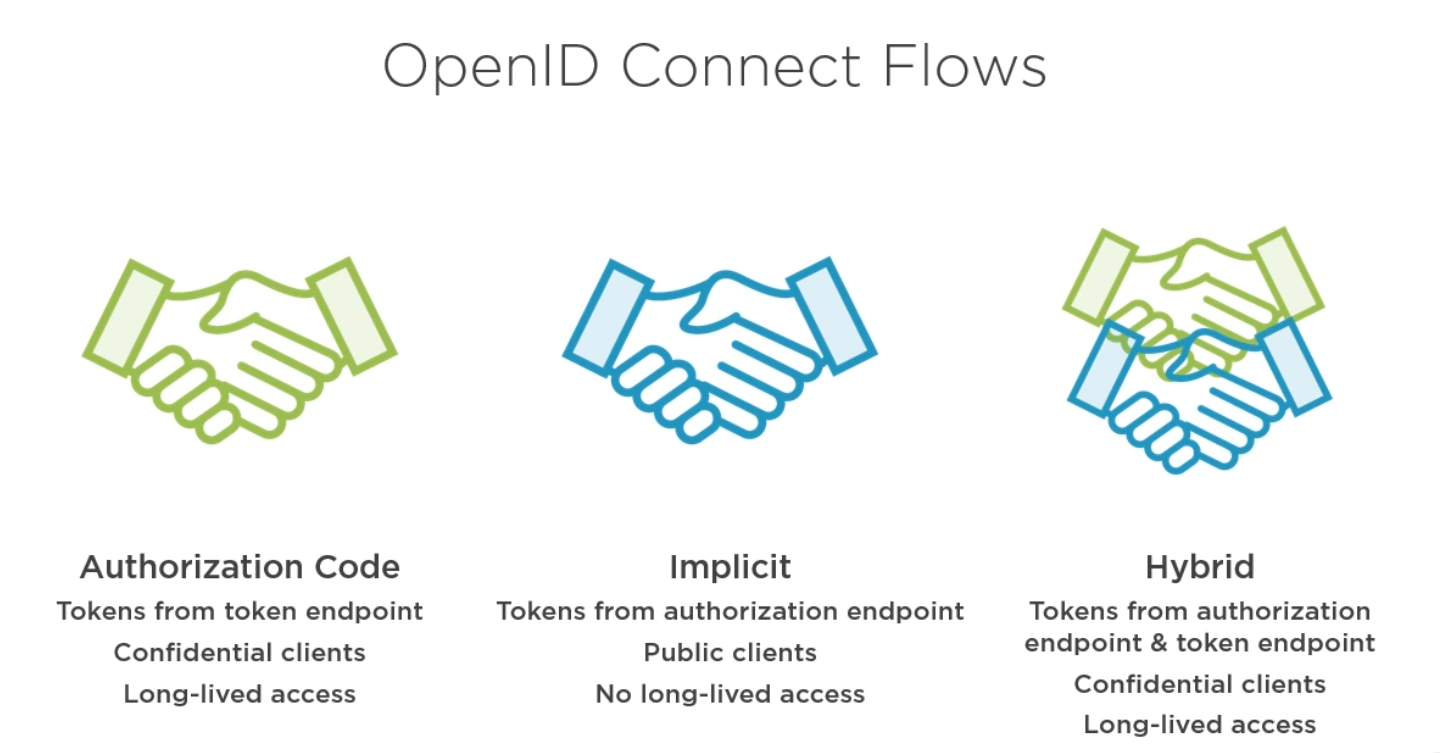 OpenID Connect Flows
Authorization Code
Tokens from token endpoint
Confidential clients
Long-lived access
Implicit
Tokens from authorization endpoint
Public clients
No long-lived access
Hybrid
Tokens from authorization
endpoint & token endpoint
Confidential clients
Long-lived access